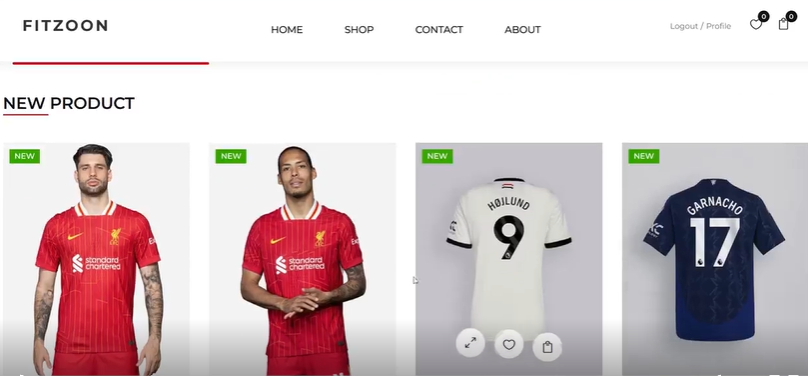 FITZOON
HOME
SHOP
CONTACT
ABOUT
Logout / Profile
0
0
NEW PRODUCT
NEW
NEW
NEW
NEW
standard
chartered
standard
chartered
HØJLUND
9
GARNACHO
17